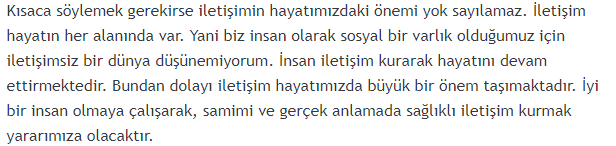 Kısaca söylemek gerekirse iletişimin hayatımızdaki önemi yok sayılamaz. İletişim
hayatın her alanında var. Yani biz insan olarak sosyal bir varlık olduğumuz için
iletişimsiz bir dünya düşünemiyorum. İnsan iletişim kurarak hayatını devam
ettirmektedir. Bundan dolayı iletişim hayatımızda büyük bir önem taşımaktadır. İyi
bir insan olmaya çalışarak, samimi ve gerçek anlamada sağlıklı iletişim kurmak
yararımıza olacaktır.